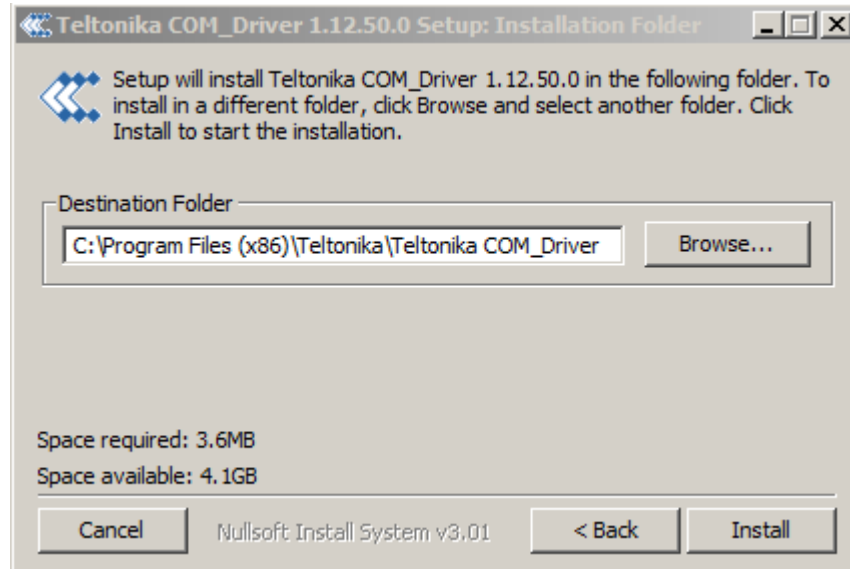 Teltonika COM_Driver 1.12.50.0 Setup: Installation Folder
Setup will install Teltonika COM_Driver 1.12.50.0 in the following folder. To
install in a different folder, click Browse and select another folder. Click
Install to start the installation.
Destination Folder
C:\Program Files (x86)\Teltonika\Teltonika COM_Driver
Browse...
Space required: 3.6MB
Space available: 4.1GB
Cancel
Nullsoft Install System v3.01
< Back
Install